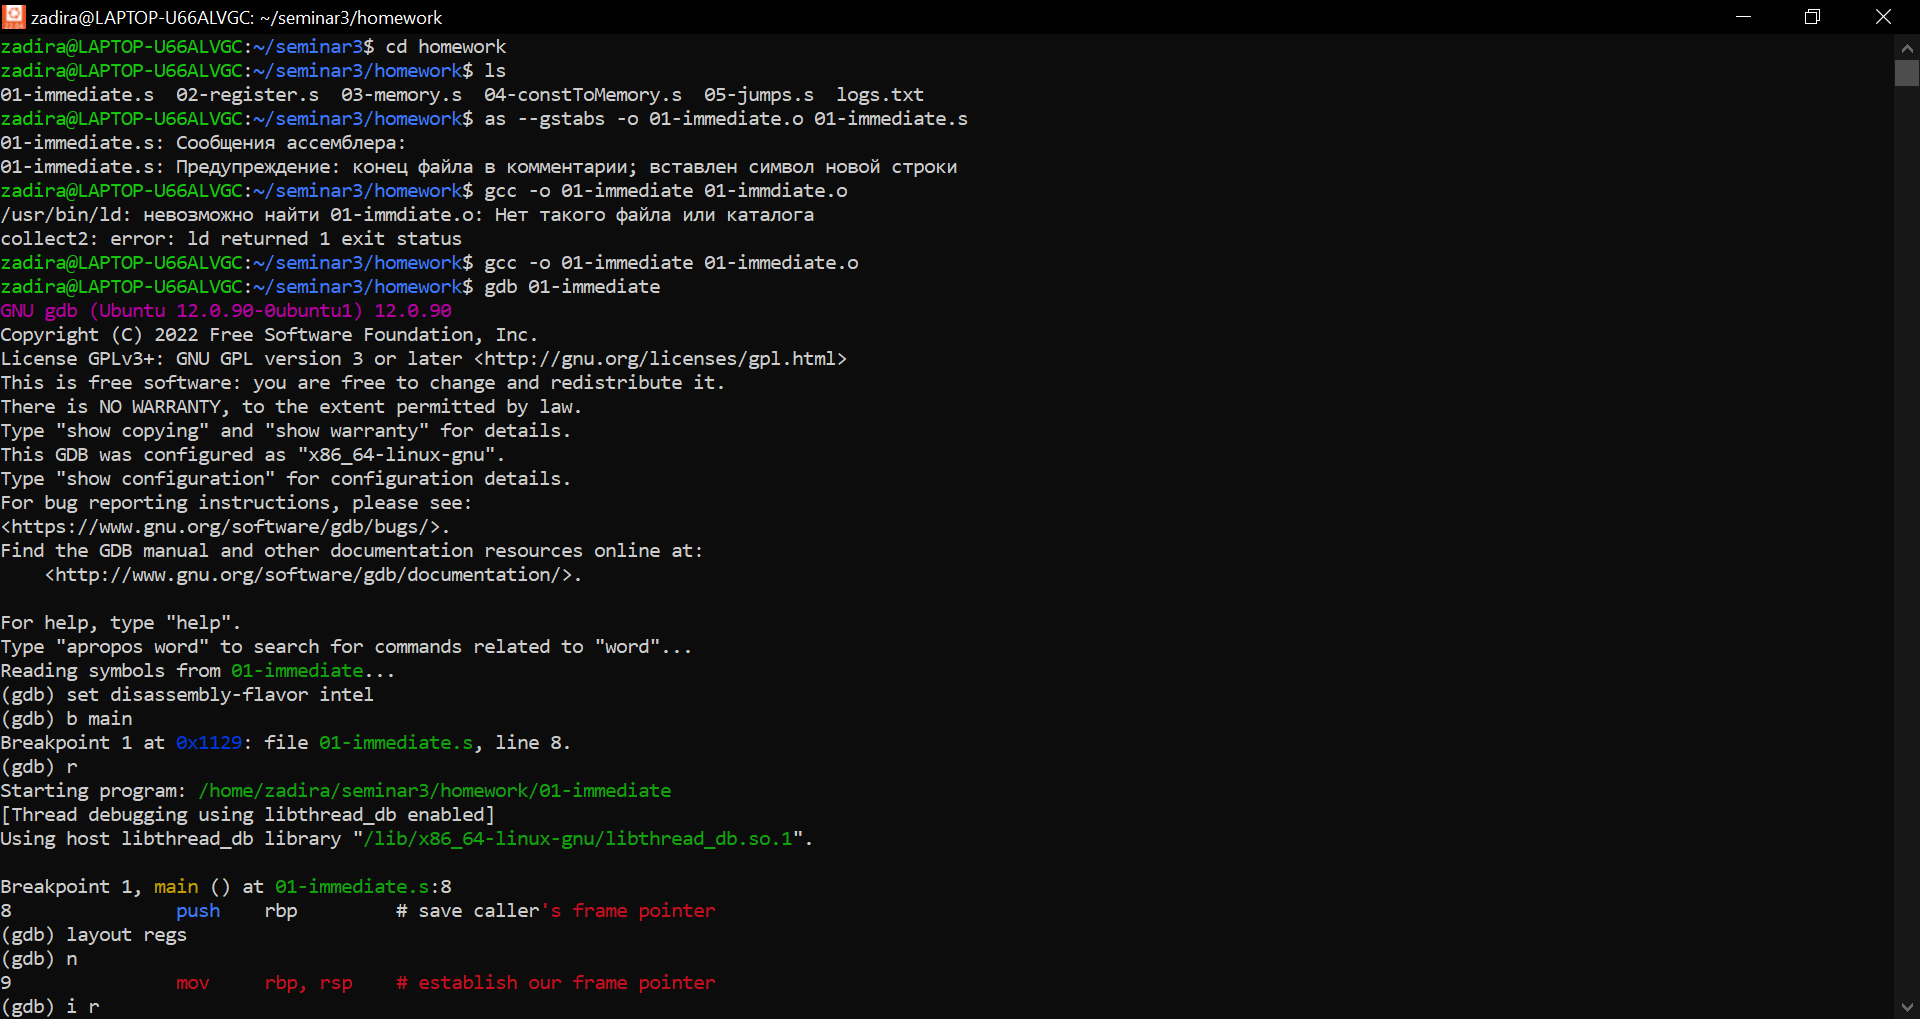 zadira@LAPTOP-U66ALVGC: ~/seminar3/homework
zadira@LAPTOP-U66ALVGC:~/seminar3$ cd homework
zadira@LAPTOP-U66ALVGC:~/seminar3/homework$ ls
01-immediate.s  02-register.s  03-memory.s  04-constToMemory.s  05-jumps.s  logs.txt
zadira@LAPTOP-U66ALVGC:~/seminar3/homework$ as --gstabs -o 01-immediate.o 01-immediate.s
01-immediate.s: Сообщения ассемблера:
01-immediate.s: Предупреждение: конец файла в комментарии; вставлен символ новой строки
zadira@LAPTOP-U66ALVGC:~/seminar3/homework$ gcc -o 01-immediate 01-immdiate.o
/usr/bin/ld: невозможно найти 01-immdiate.o: Нет такого файла или каталога
collect2: error: ld returned 1 exit status
zadira@LAPTOP-U66ALVGC:~/seminar3/homework$ gcc -o 01-immediate 01-immediate.o
zadira@LAPTOP-U66ALVGC:~/seminar3/homework$ gdb 01-immediate
GNU gdb (Ubuntu 12.0.90-0ubuntu1) 12.0.90
Copyright (C) 2022 Free Software Foundation, Inc.
License GPLv3+: GNU GPL version 3 or later <http://gnu.org/licenses/gpl.html>
This is free software: you are free to change and redistribute it.
There is NO WARRANTY, to the extent permitted by law.
Type "show copying" and "show warranty" for details.
This GDB was configured as "x86_64-linux-gnu".
Type "show configuration" for configuration details.
For bug reporting instructions, please see:
<https://www.gnu.org/software/gdb/bugs/>.
Find the GDB manual and other documentation resources online at:
    <http://www.gnu.org/software/gdb/documentation/>.
For help, type "help".
Type "apropos word" to search for commands related to "word"...
Reading symbols from 01-immediate...
(gdb) set disassembly-flavor intel
(gdb) b main
Breakpoint 1 at 0x1129: file 01-immediate.s, line 8.
(gdb) r
Starting program: /home/zadira/seminar3/homework/01-immediate
[Thread debugging using libthread_db enabled]
Using host libthread_db library "/lib/x86_64-linux-gnu/libthread_db.so.1".
Breakpoint 1, main () at 01-immediate.s:8
8               push    rbp         # save caller's frame pointer
(gdb) layout regs
(gdb) n
9               mov     rbp, rsp    # establish our frame pointer
(gdb) i r